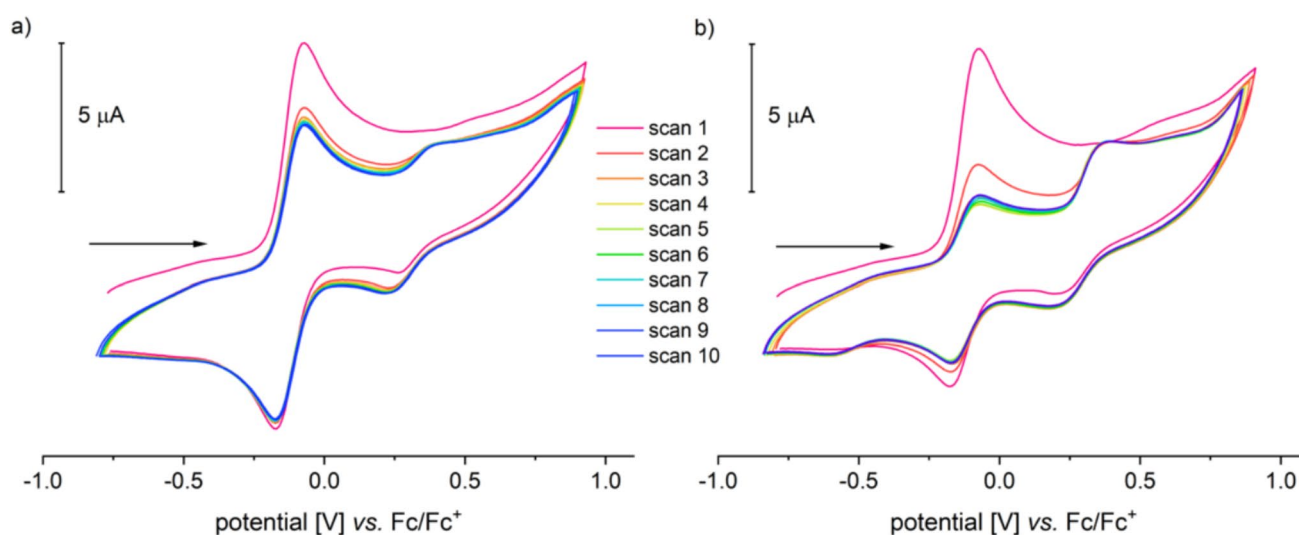 a)
b)
5 μA
5 μA
scan 1
scan 2
scan 3
scan 4
scan 5
scan 6
scan 7
scan 8
scan 9
scan 10
-1.0 -0.5 0.0 0.5 1.0
-1.0 -0.5 0.0 0.5 1.0
potential [V] vs. Fc/Fc⁺
potential [V] vs. Fc/Fc⁺